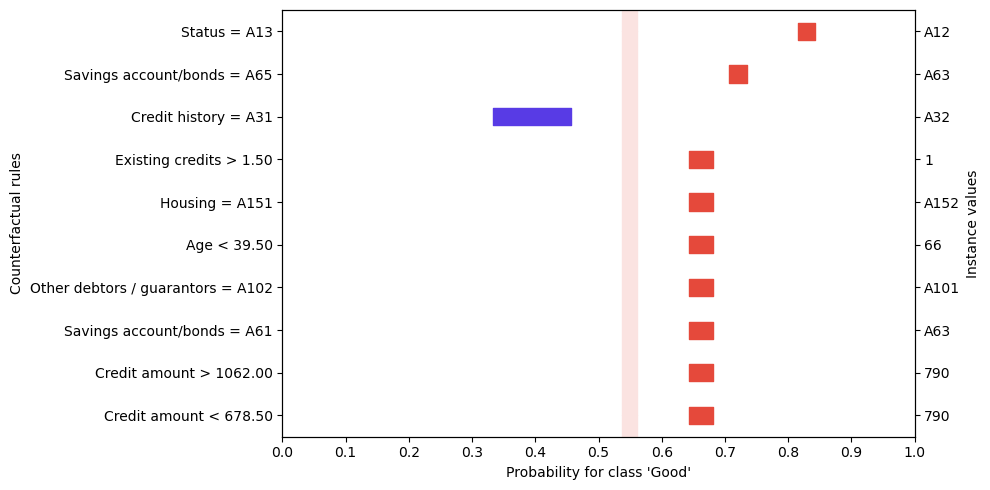 Counterfactual rules
Status = A13
Savings account/bonds = A65
Credit history = A31
Existing credits > 1.50
Housing = A151
Age < 39.50
Other debtors / guarantors = A102
Savings account/bonds = A61
Credit amount > 1062.00
Credit amount < 678.50
A12
A63
A32
1
A152
66
A101
A63
790
790
Instance values
0.0 0.1 0.2 0.3 0.4 0.5 0.6 0.7 0.8 0.9 1.0
Probability for class 'Good'